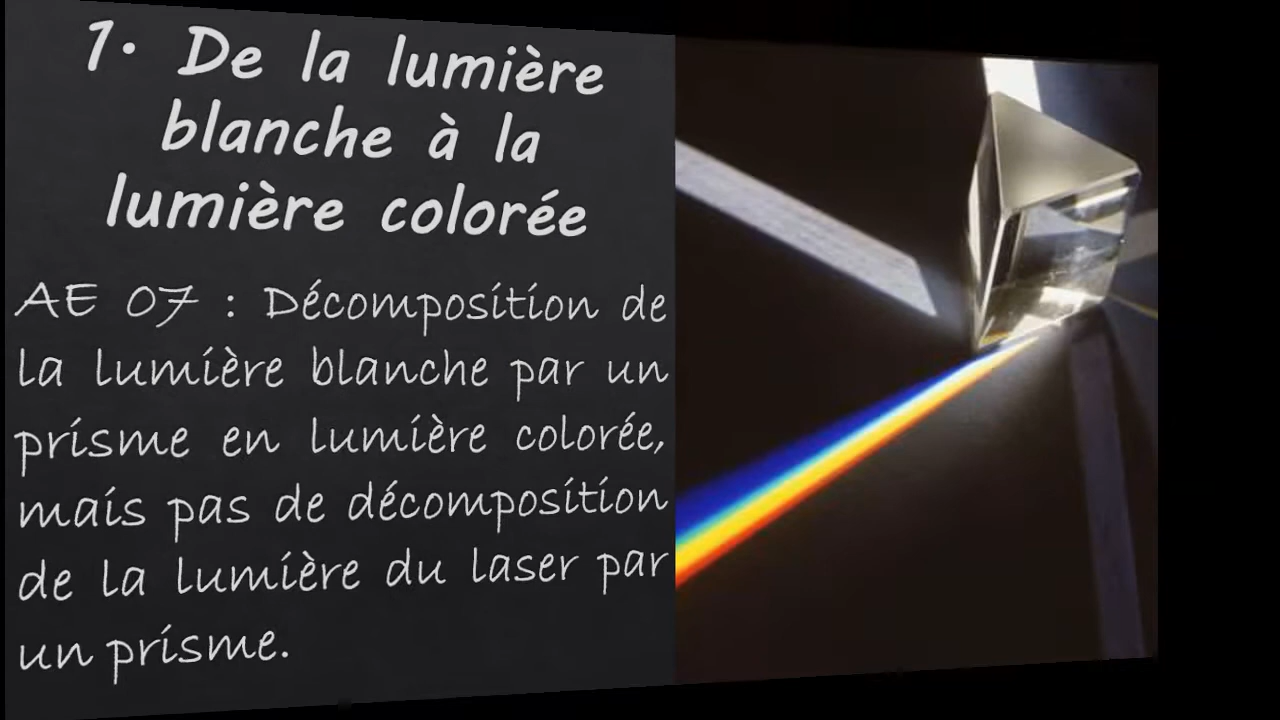 1. De la lumière
blanche à la
lumière colorée
AE 07 : Décomposition de
la lumière blanche par un
prisme en lumière colorée,
mais pas de décomposition
de la lumière du laser par
un prisme.